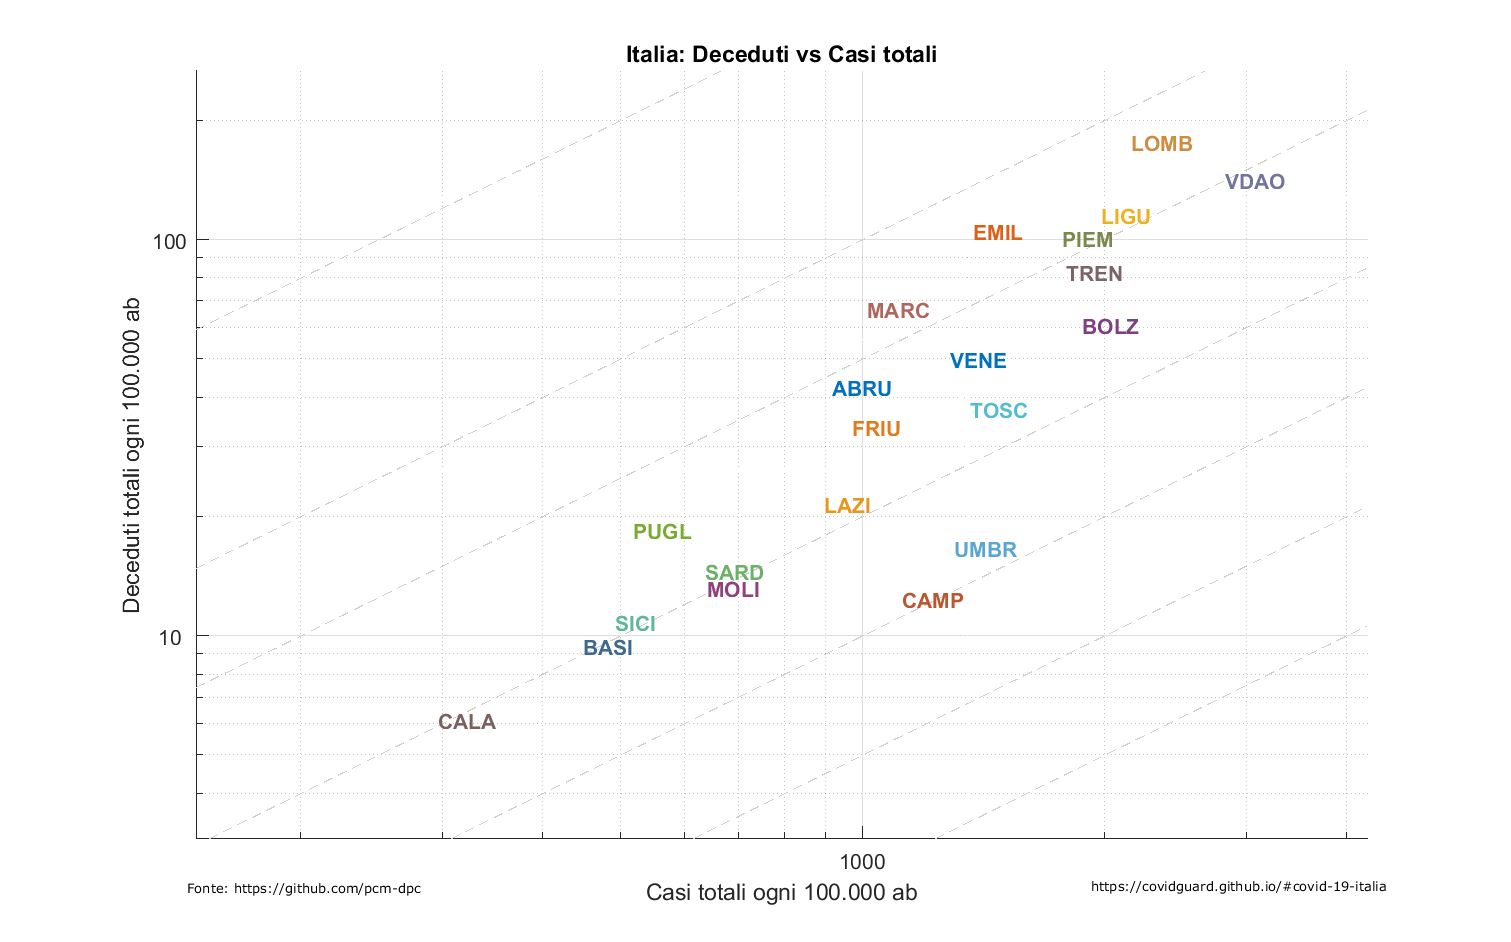 Italia: Deceduti vs Casi totali
LOMB
VDAO
LIGU
EMIL
PIEM
100
TREN
MARC
BOLZ
VENE
ABRU
TOSC
FRIU
Deceduti totali ogni 100.000 ab
LAZI
PUGL
UMBR
SARD
MOLI
CAMP
SICI
10
BASI
CALA
1000
Casi totali ogni 100.000 ab
Fonte: https://github.com/pcm-dpc
https://covidguard.github.io/#covid-19-italia